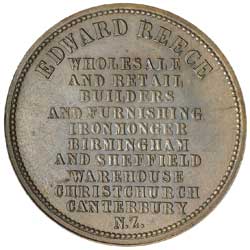 EDWARD REECE
WHOLESALE
AND RETAIL
BUILDERS
AND FURNISHING
IRONMONGER
BIRMINGHAM
AND SHEFFIELD
WAREHOUSE
CHRISTCHURCH
CANTERBURY
N.Z.